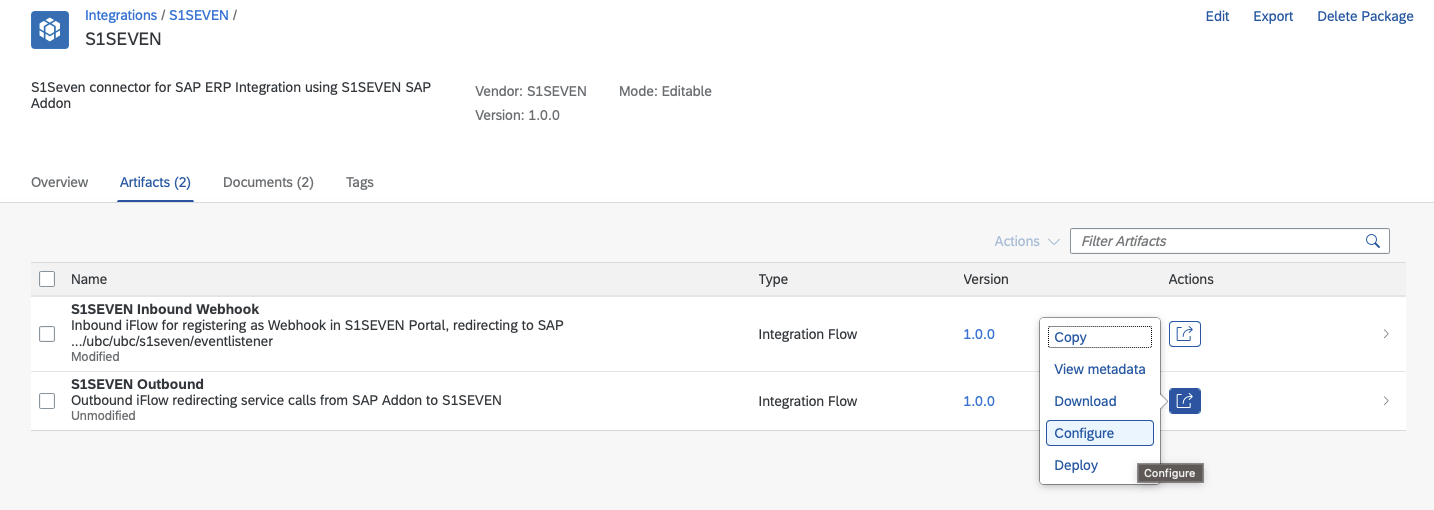 Integrations / S1SEVEN /
S1SEVEN
Edit Export Delete Package
S1Seven connector for SAP ERP Integration using S1SEVEN SAP
Addon
Vendor: S1SEVEN Mode: Editable
Version: 1.0.0
Overview Artifacts (2) Documents (2) Tags
Actions Filter Artifacts
Name Type Version Actions
S1SEVEN Inbound Webhook
Inbound iFlow for registering as Webhook in S1SEVEN Portal, redirecting to SAP
.../ubc/ubc/s1seven/eventlistener
Modified
Integration Flow 1.0.0
S1SEVEN Outbound
Outbound iFlow redirecting service calls from SAP Addon to S1SEVEN
Unmodified
Integration Flow 1.0.0
Copy
View metadata
Download
Configure
Deploy
Configure